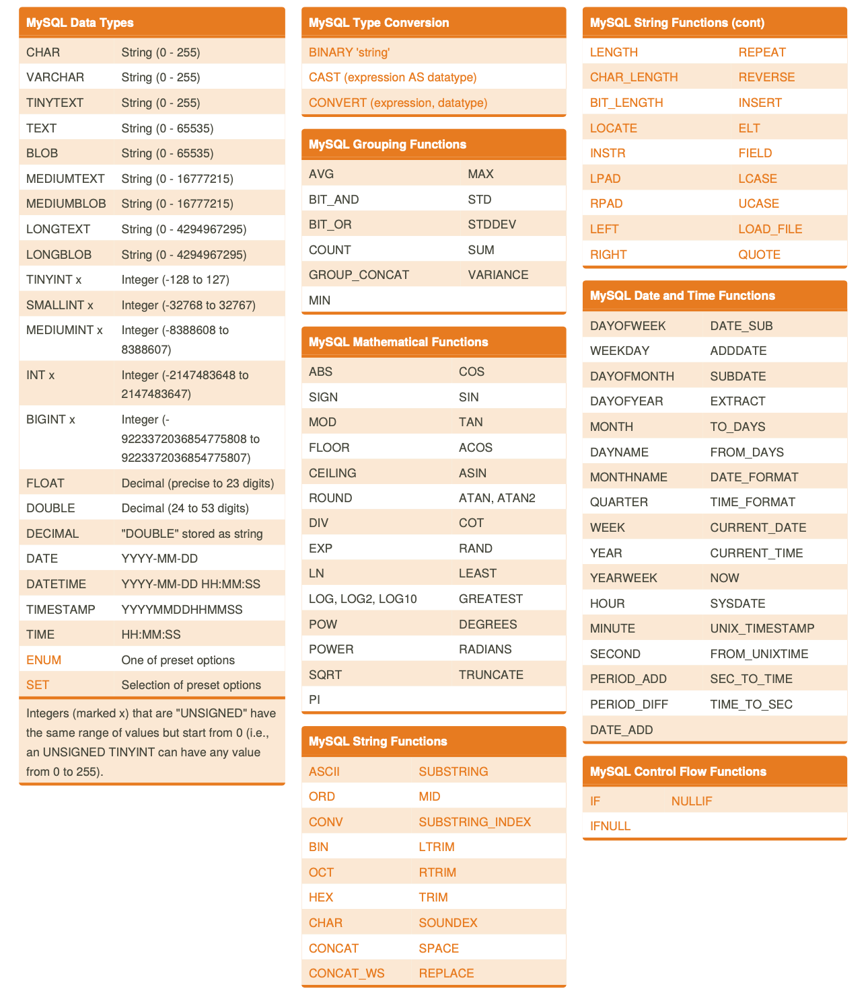 MySQL Data Types
CHAR String (0 - 255)
VARCHAR String (0 - 255)
TINYTEXT String (0 - 255)
TEXT String (0 - 65535)
BLOB String (0 - 65535)
MEDIUMTEXT String (0 - 16777215)
MEDIUMBLOB String (0 - 16777215)
LONGTEXT String (0 - 4294967295)
LONGBLOB String (0 - 4294967295)
TINYINT x Integer (-128 to 127)
SMALLINT x Integer (-32768 to 32767)
MEDIUMINT x Integer (-8388608 to
8388607)
INT x Integer (-2147483648 to
2147483647)
BIGINT x Integer (-
9223372036854775808 to
9223372036854775807)
FLOAT Decimal (precise to 23 digits)
DOUBLE Decimal (24 to 53 digits)
DECIMAL "DOUBLE" stored as string
DATE YYYY-MM-DD
DATETIME YYYY-MM-DD HH:MM:SS
TIMESTAMP YYYYMMDDHHMMSS
TIME HH:MM:SS
ENUM One of preset options
SET Selection of preset options
Integers (marked x) that are "UNSIGNED" have
the same range of values but start from 0 (i.e.,
an UNSIGNED TINYINT can have any value
from 0 to 255).
MySQL Type Conversion
BINARY 'string'
CAST (expression AS datatype)
CONVERT (expression, datatype)
MySQL Grouping Functions
AVG MAX
BIT_AND STD
BIT_OR STDDEV
COUNT SUM
GROUP_CONCAT VARIANCE
MIN
MySQL Mathematical Functions
ABS COS
SIGN SIN
MOD TAN
FLOOR ACOS
CEILING ASIN
ROUND ATAN, ATAN2
DIV COT
EXP RAND
LN LEAST
LOG, LOG2, LOG10 GREATEST
POW DEGREES
POWER RADIANS
SQRT TRUNCATE
PI
MySQL String Functions
ASCII SUBSTRING
ORD MID
CONV SUBSTRING_INDEX
BIN LTRIM
OCT RTRIM
HEX TRIM
CHAR SOUNDEX
CONCAT SPACE
CONCAT_WS REPLACE
MySQL String Functions (cont)
LENGTH REPEAT
CHAR_LENGTH REVERSE
BIT_LENGTH INSERT
LOCATE ELT
INSTR FIELD
LPAD LCASE
RPAD UCASE
LEFT LOAD_FILE
RIGHT QUOTE
MySQL Date and Time Functions
DAYOFWEEK DATE_SUB
WEEKDAY ADDDATE
DAYOFMONTH SUBDATE
DAYOFYEAR EXTRACT
MONTH TO_DAYS
DAYNAME FROM_DAYS
MONTHNAME DATE_FORMAT
QUARTER TIME_FORMAT
WEEK CURRENT_DATE
YEAR CURRENT_TIME
YEARWEEK NOW
HOUR SYSDATE
MINUTE UNIX_TIMESTAMP
SECOND FROM_UNIXTIME
PERIOD_ADD SEC_TO_TIME
PERIOD_DIFF TIME_TO_SEC
DATE_ADD
MySQL Control Flow Functions
IF NULLIF
IFNULL